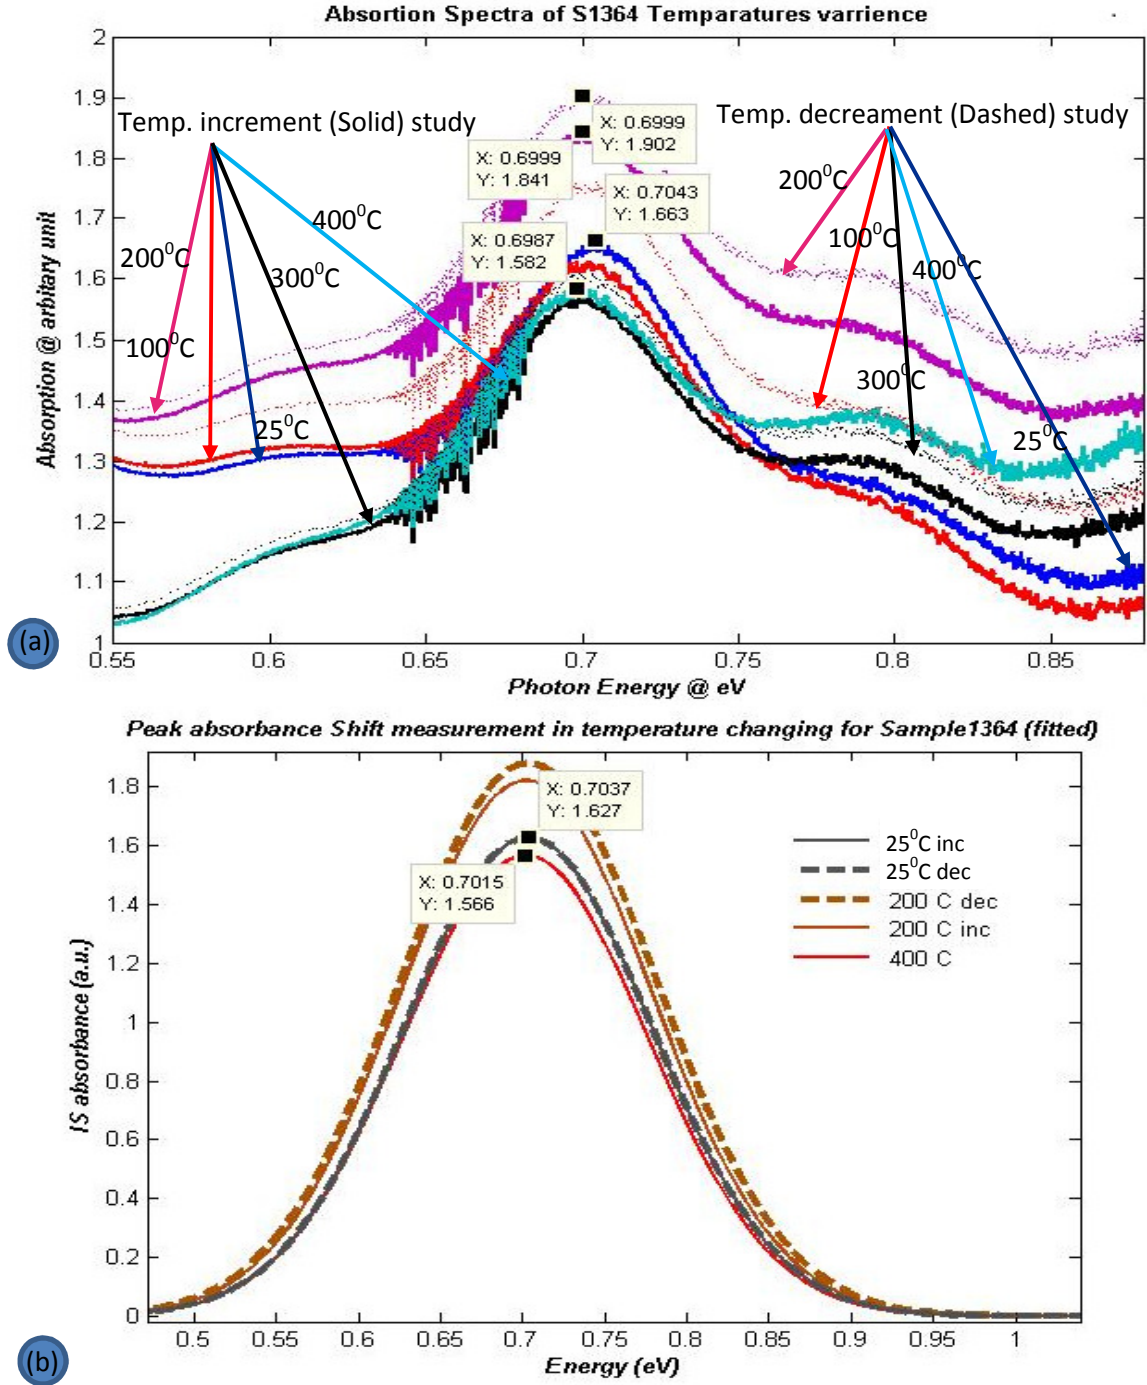 Absortion Spectra of S1364 Temparatures varrience
2
1.9
1.8
1.7
1.6
1.5
1.4
1.3
1.2
1.1
1
Absorption @ arbitary unit
Temp. increment (Solid) study
Temp. decreament (Dashed) study
X: 0.6999
Y: 1.902
X: 0.6999
Y: 1.841
X: 0.7043
Y: 1.663
X: 0.6987
Y: 1.582
200⁰C
100⁰C
25⁰C
300⁰C
400⁰C
200⁰C
100⁰C
400⁰C
300⁰C
25⁰C
(a)
0.55 0.6 0.65 0.7 0.75 0.8 0.85
Photon Energy @ eV
Peak absorbance Shift measurement in temperature changing for Sample1364 (fitted)
1.8
1.6
1.4
1.2
1
0.8
0.6
0.4
0.2
0
IS absorbance (a.u.)
X: 0.7037
Y: 1.627
X: 0.7015
Y: 1.566
25⁰C inc
25⁰C dec
200 C dec
200 C inc
400 C
0.5 0.55 0.6 0.65 0.7 0.75 0.8 0.85 0.9 0.95 1
Energy (eV)
(b)